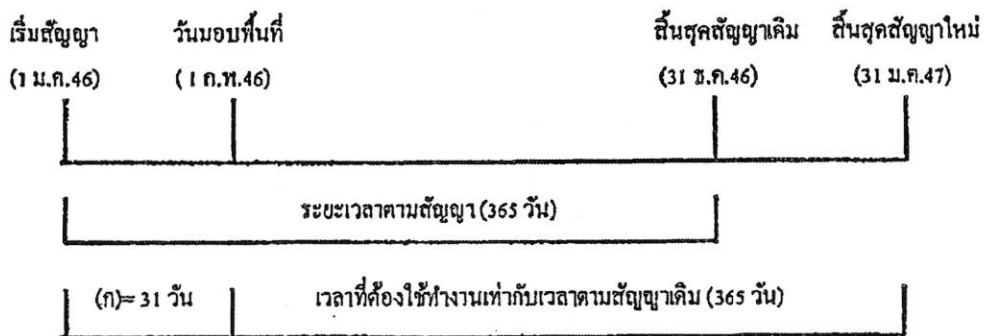 เริ่มสัญญา วันมอบพื้นที่ สิ้นสุดสัญญาเดิม สิ้นสุดสัญญาใหม่
(1 ม.ค.46) (1 ก.พ.46) (31 ธ.ค.46) (31 ม.ค.47)
ระยะเวลาตามสัญญา (365 วัน)
(ก)= 31 วัน เวลาที่ต้องใช้ทำงานเท่ากับเวลาตามสัญญาเดิม (365 วัน)